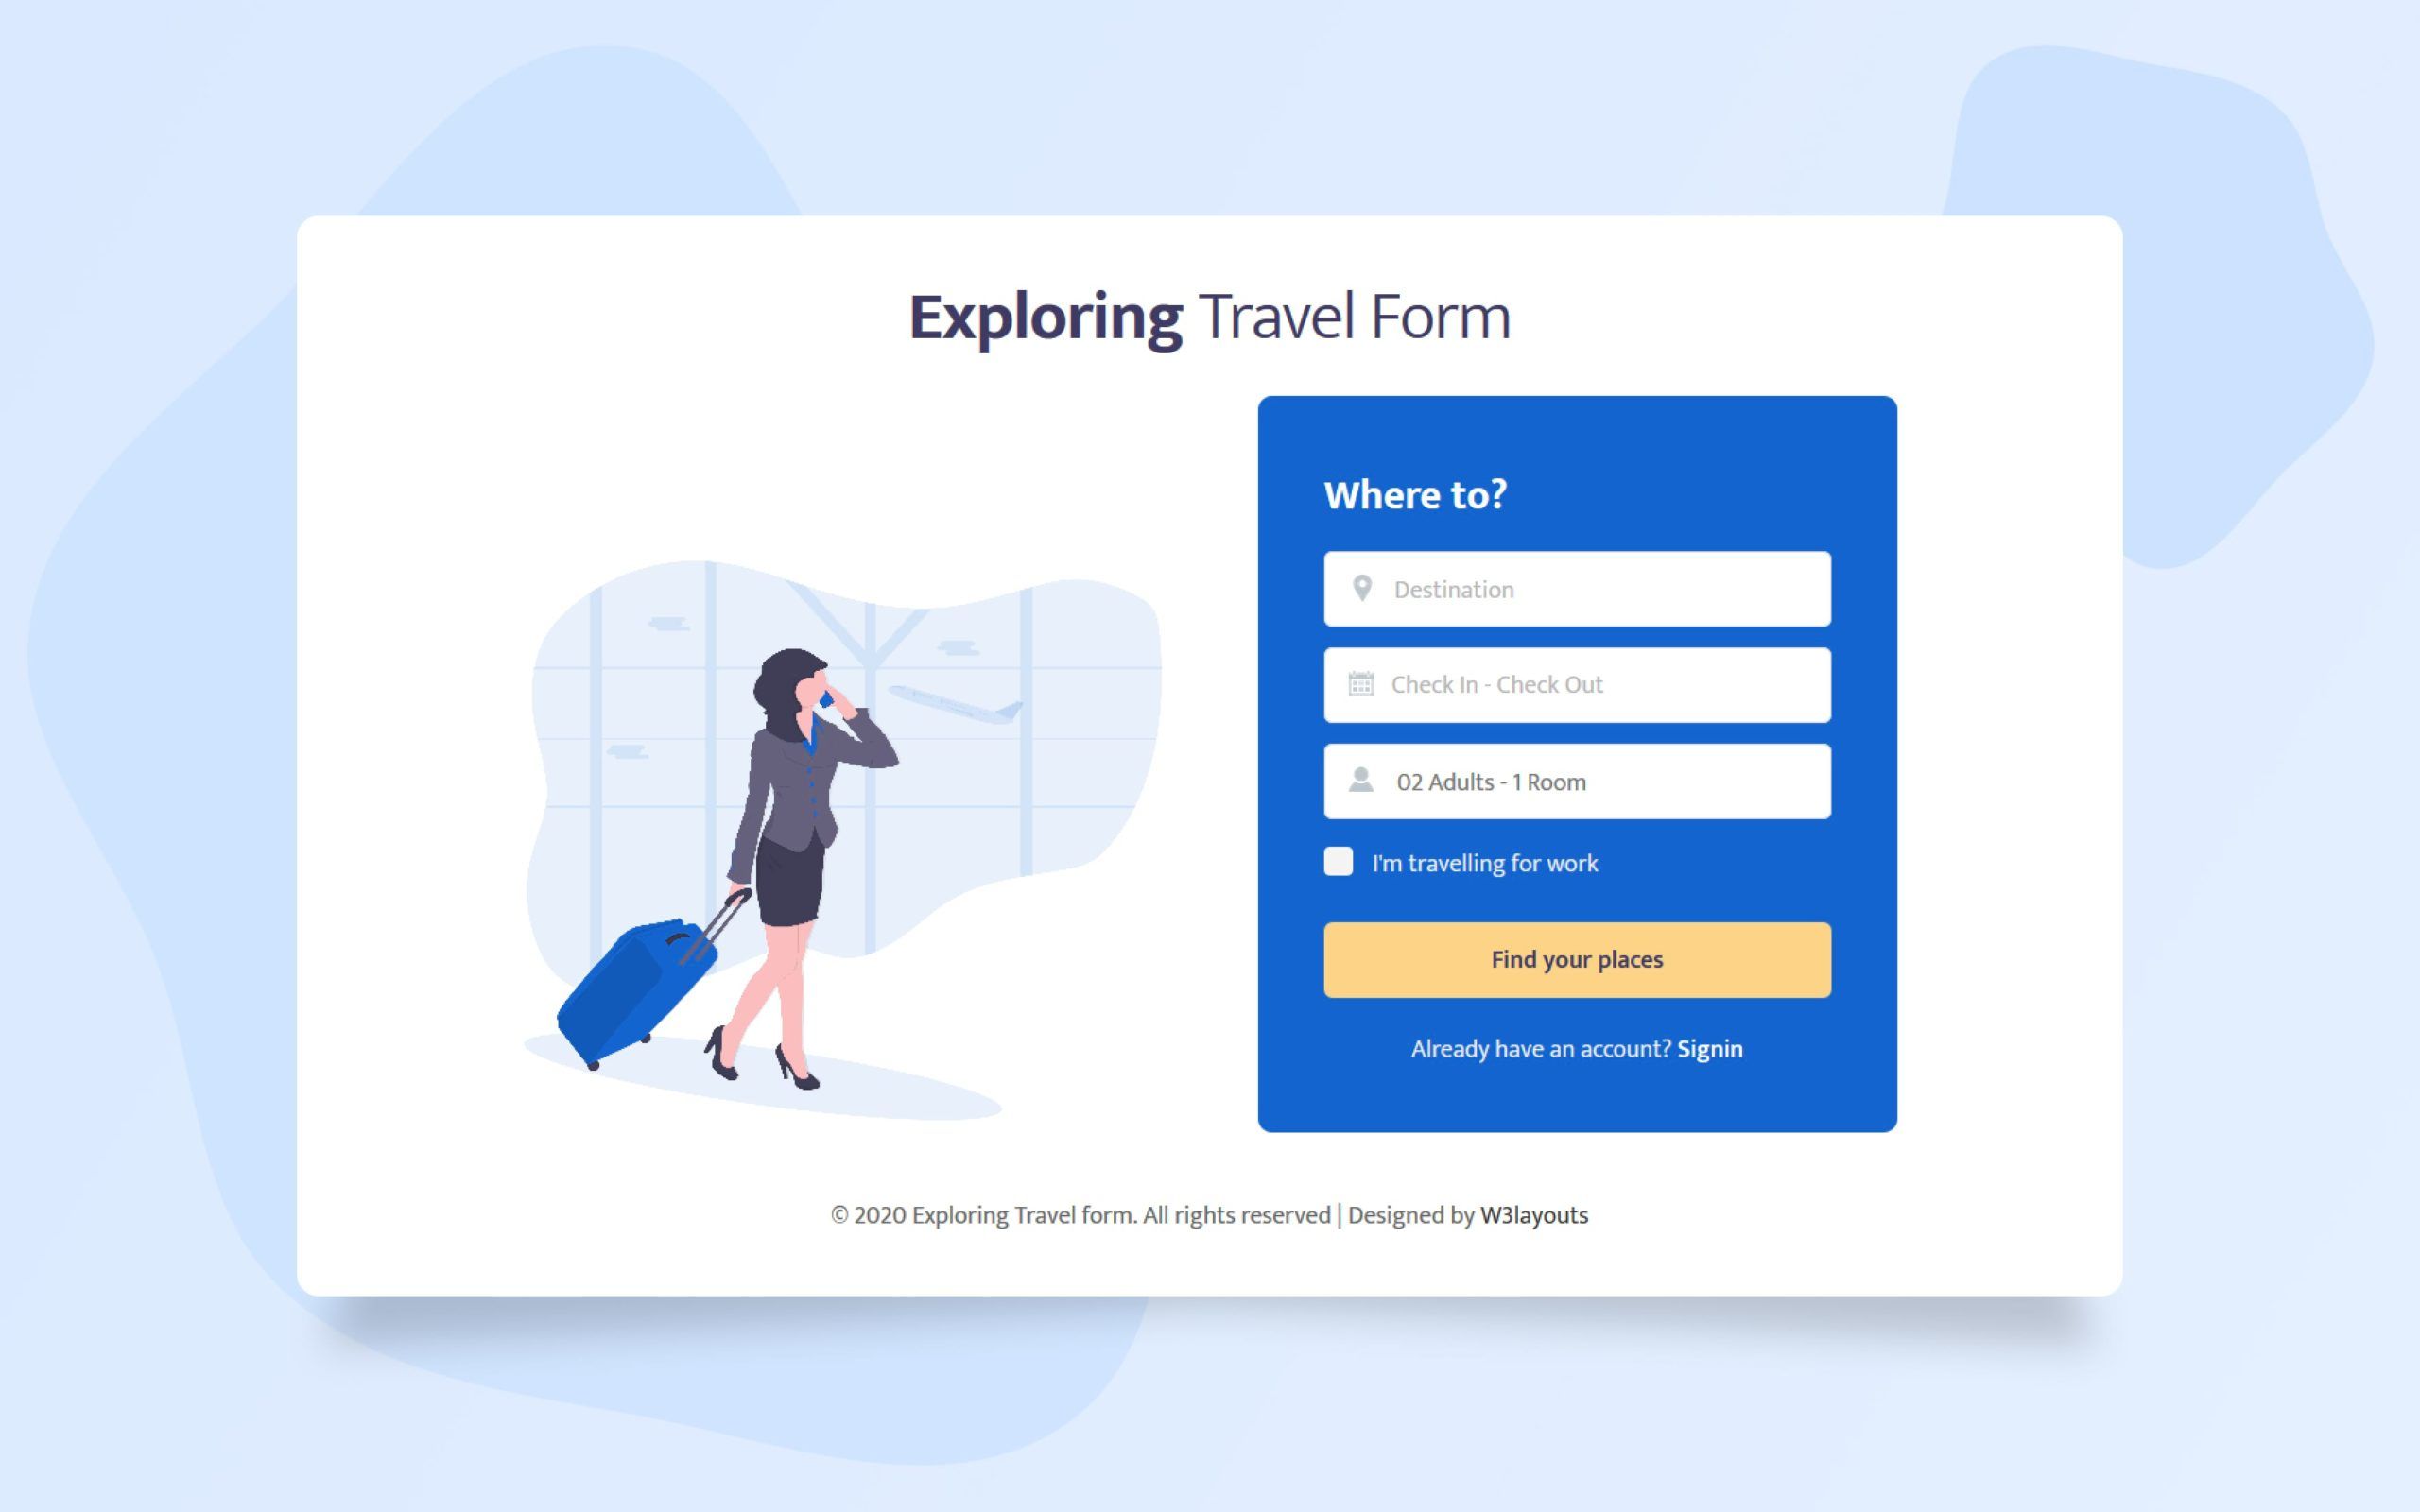 Exploring Travel Form
Where to?
Destination
Check In - Check Out
02 Adults - 1 Room
I'm travelling for work
Find your places
Already have an account? Signin
© 2020 Exploring Travel form. All rights reserved | Designed by W3layouts